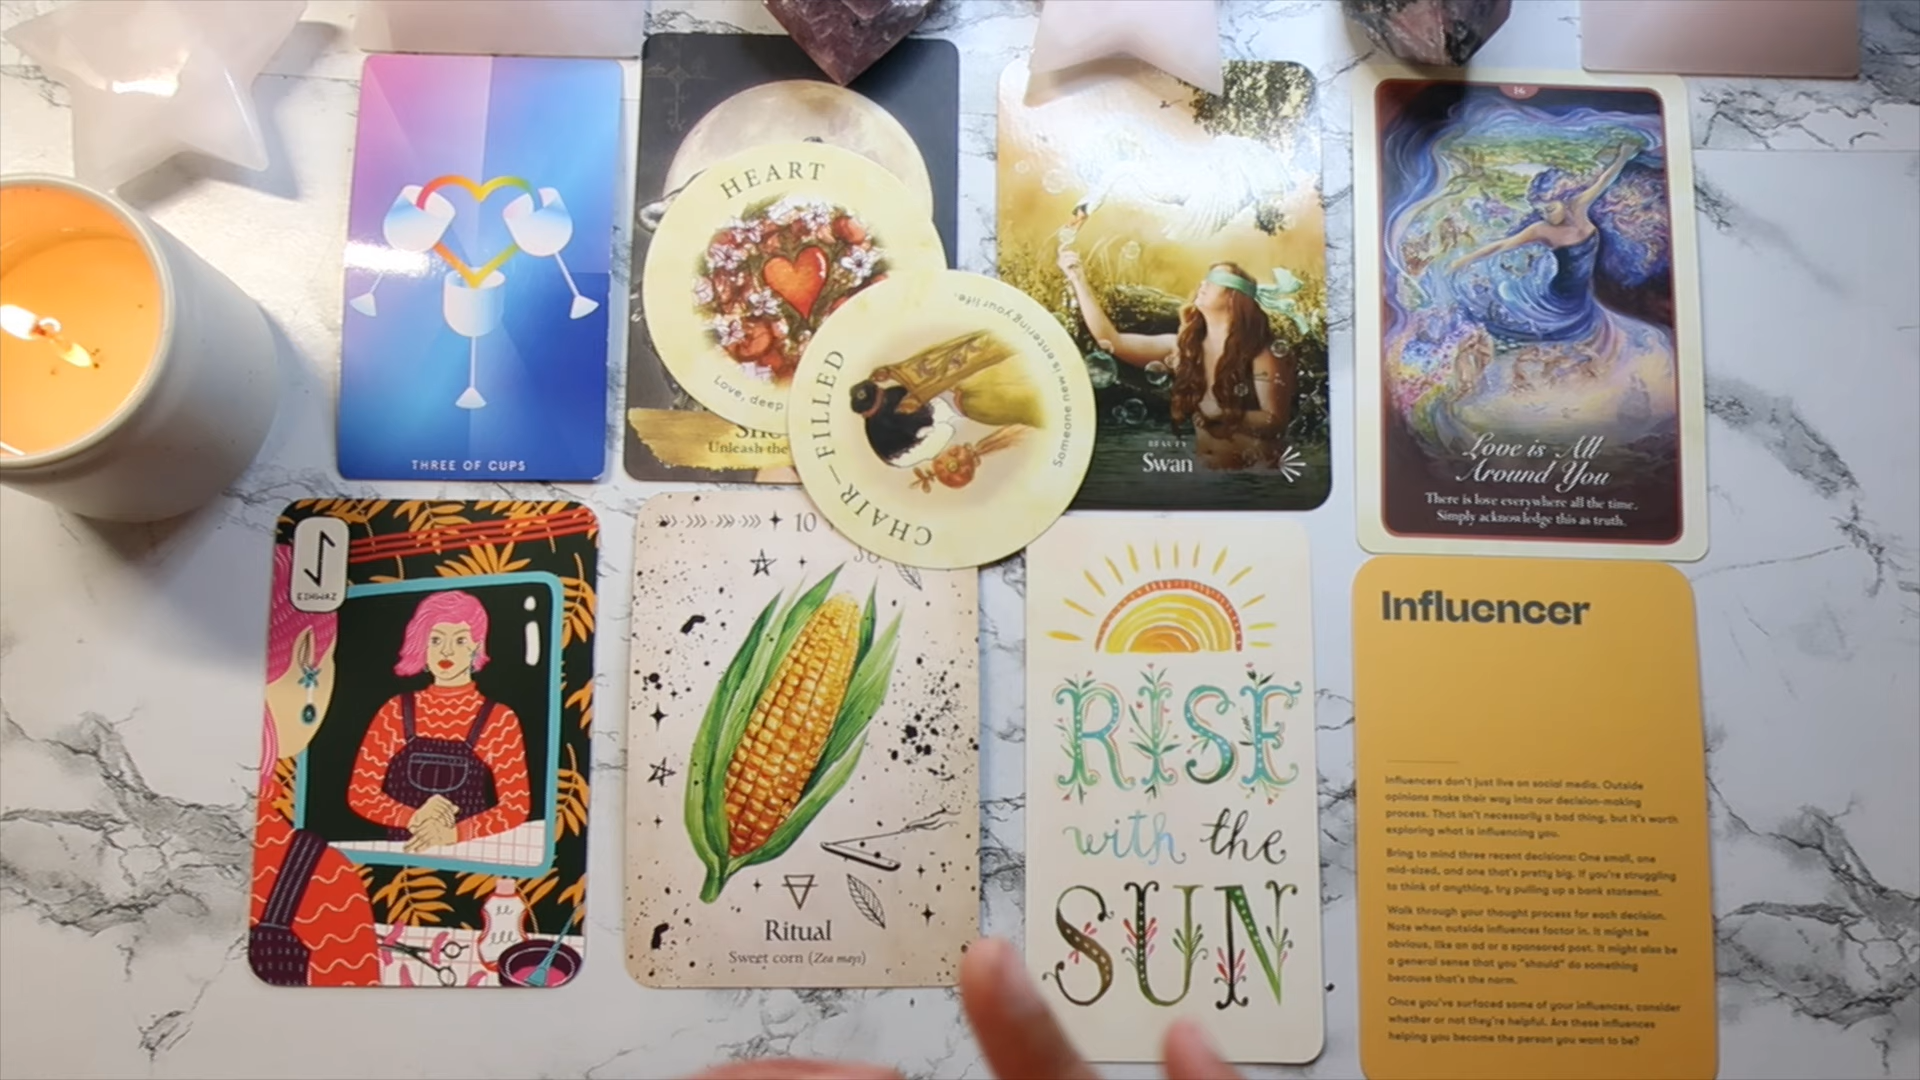 THREE OF CUPS
HEART
Love, deep
Unleash the
CHAIR—FILLED
Someone new is entering your life.
BEAUTY
Swan
16
Love is All
Around You
There is love everywhere all the time.
Simply acknowledge this as truth.
EIHWAZ
10
Ritual
Sweet corn (Zea mays)
RISE
with the
SUN
Influencer
Influencers don't just live on social media. Outside
opinions make their way into our decision-making
process. That isn't necessarily a bad thing, but it's worth
exploring what is influencing you.
Bring to mind three recent decisions: One small, one
mid-sized, and one that's pretty big. If you're struggling
to think of anything, try pulling up a bank statement.
Walk through your thought process for each decision.
Note when outside influences factor in. It might be
obvious, like an ad or a sponsored post. It might also be
a general sense that you "should" do something
because that's the norm.
Once you've surfaced some of your influences, consider
whether or not they're helpful. Are these influences
helping you become the person you want to be?